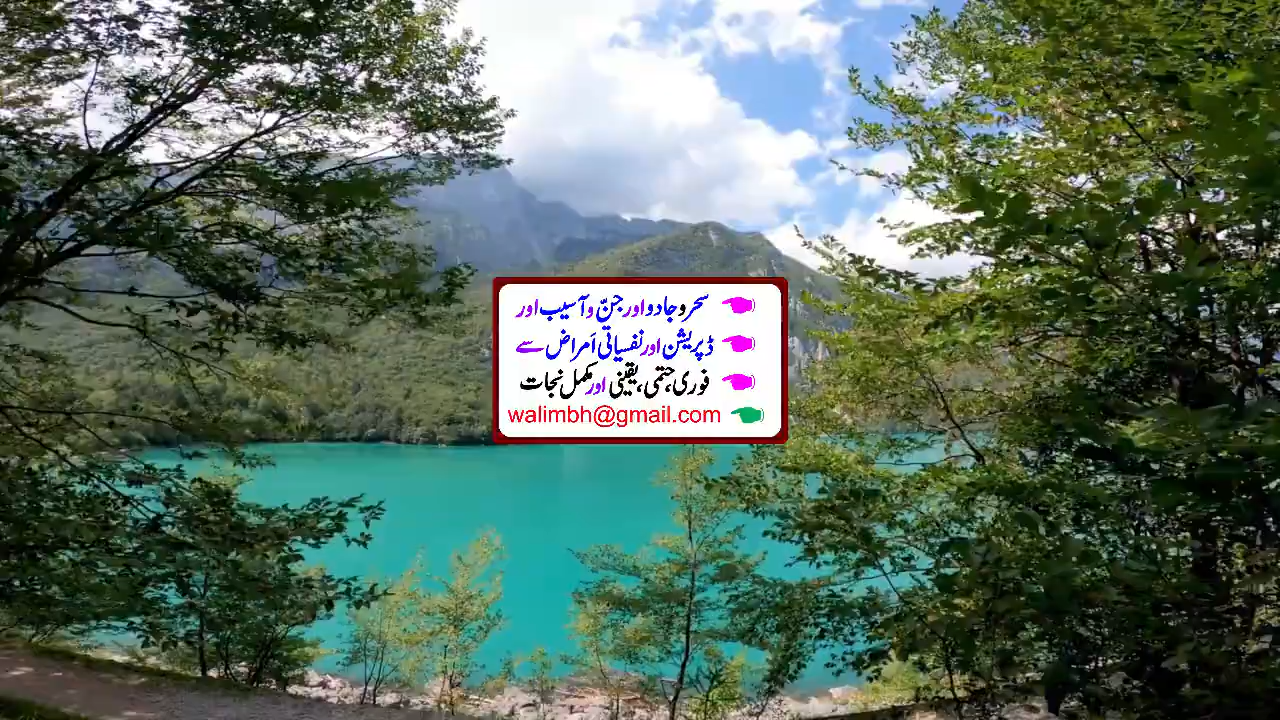 سحر و جادو اور جنّ و آسیب اور
ڈپریشن اور نفسیاتی أمراض سے
فوری،حتمی،یقینی اور مکمل نجات
walimbh@gmail.com